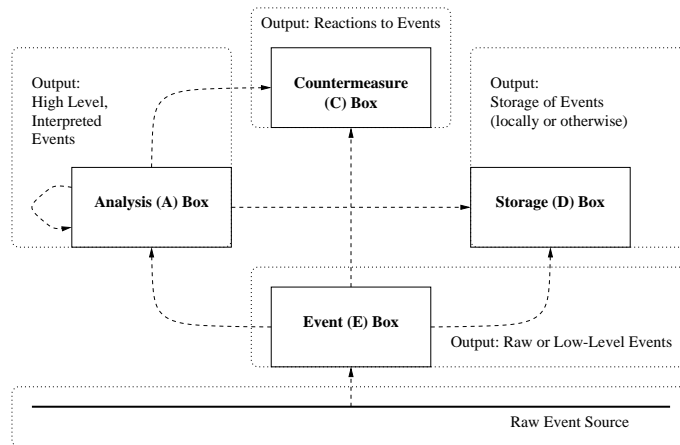 Output: Reactions to Events
Countermeasure
(C) Box
Output:
High Level,
Interpreted
Events
Output:
Storage of Events
(locally or otherwise)
Analysis (A) Box
Storage (D) Box
Event (E) Box
Output: Raw or Low-Level Events
Raw Event Source